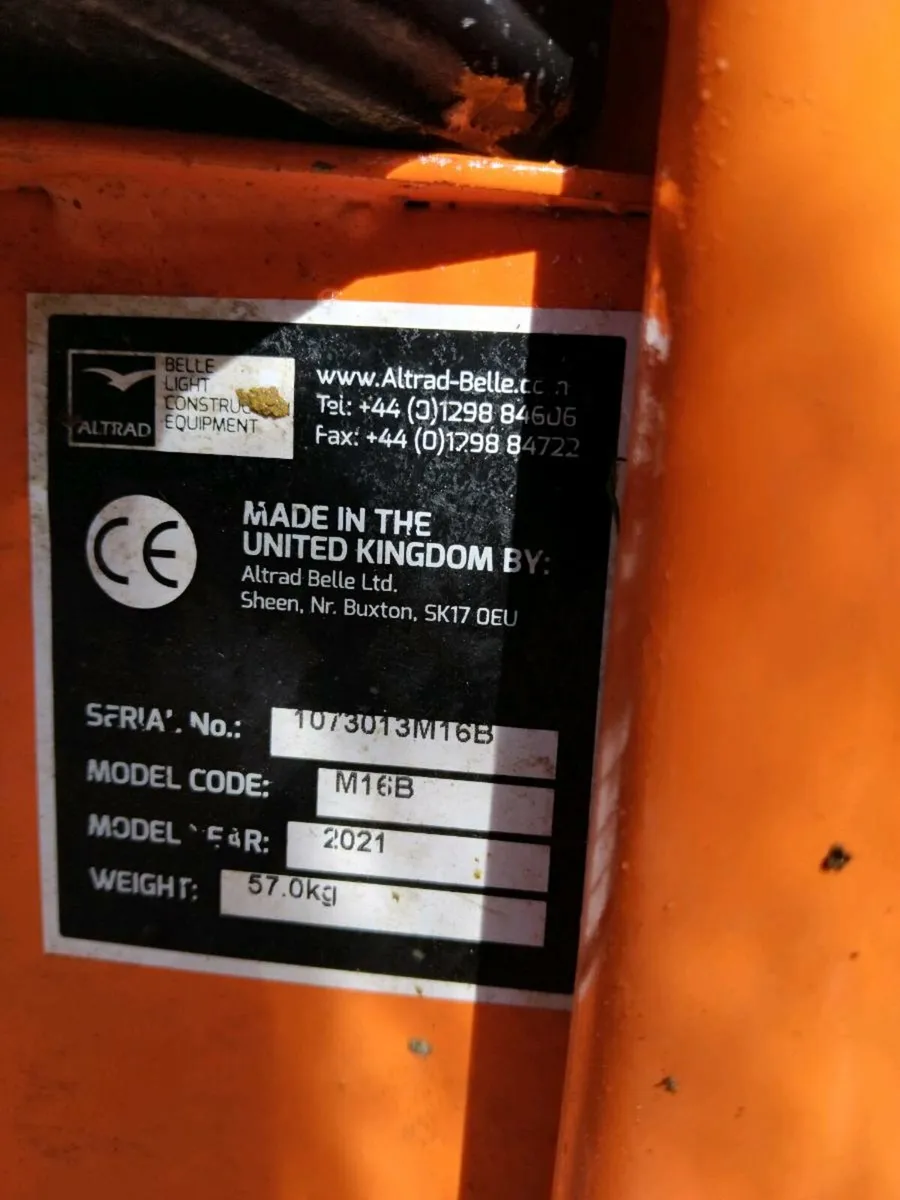 BELLE
LIGHT
CONSTRUC
EQUIPMENT
ALTRAD
www.Altrad-Belle.com
Tel: +44 (0)1298 84606
Fax: +44 (0)1298 84722
CE
MADE IN THE
UNITED KINGDOM BY:
Altrad Belle Ltd.
Sheen, Nr. Buxton, SK17 0EU
SERIAL No.: 1073013M16B
MODEL CODE: M16B
MODEL YEAR: 2021
WEIGHT: 57.0kg